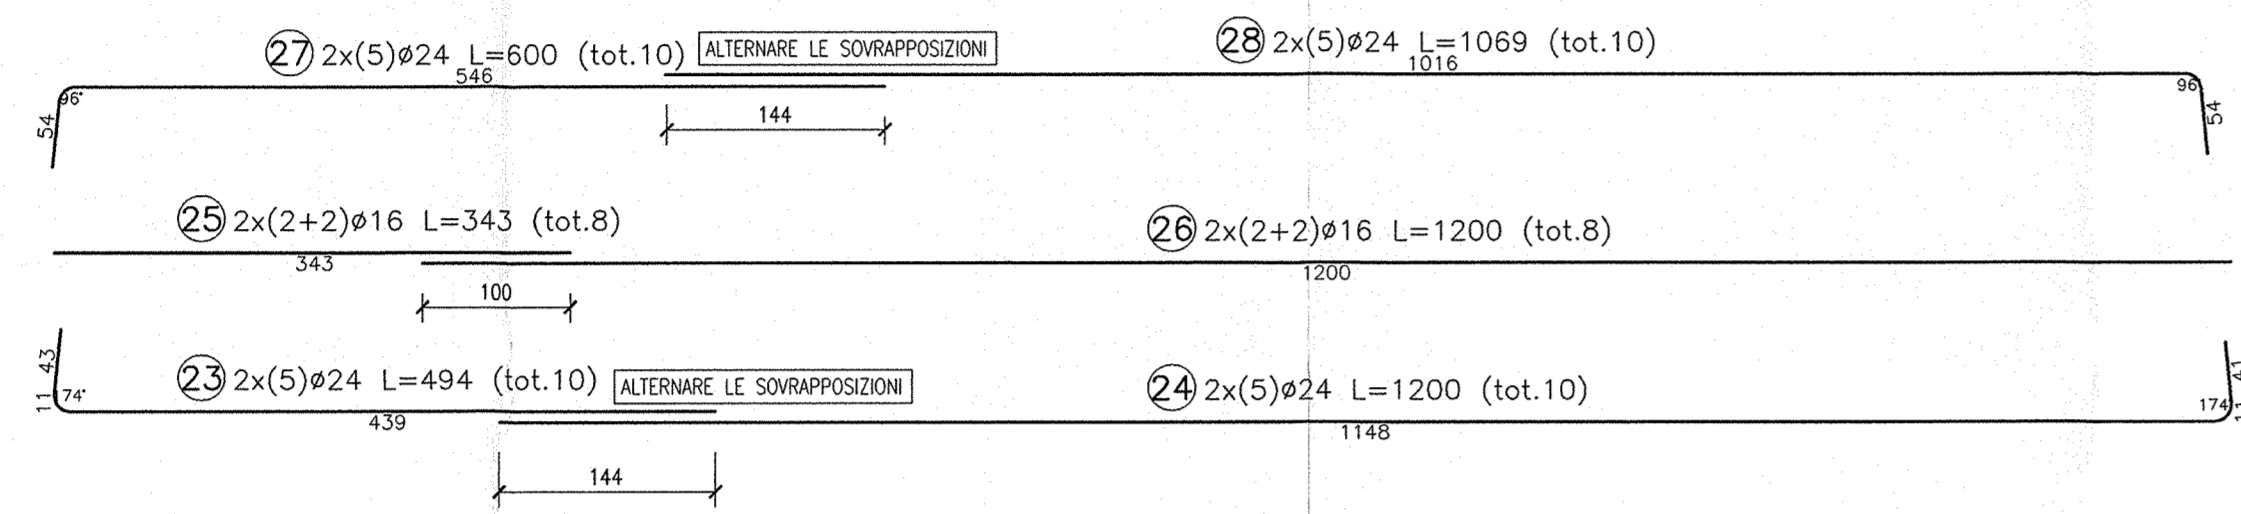 27 2x(5)ø24 L=600 (tot.10) ALTERNARE LE SOVRAPPOSIZIONI
28 2x(5)ø24 L=1069 (tot.10)
546
1016
96°
96
54
54
144
25 2x(2+2)ø16 L=343 (tot.8)
26 2x(2+2)ø16 L=1200 (tot.8)
343
1200
100
23 2x(5)ø24 L=494 (tot.10) ALTERNARE LE SOVRAPPOSIZIONI
24 2x(5)ø24 L=1200 (tot.10)
11 43
74°
174
41
439
1148
144